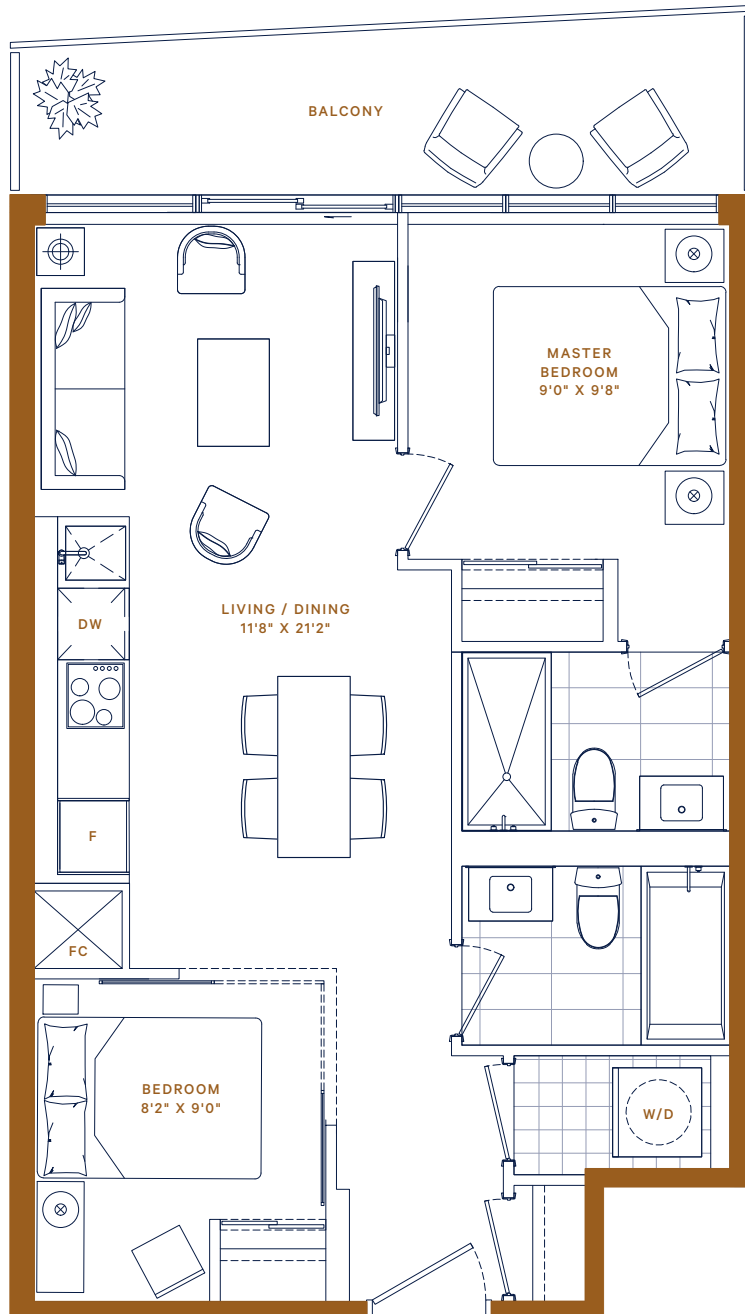 BALCONY
MASTER
BEDROOM
9'0" X 9'8"
DW
LIVING / DINING
11'8" X 21'2"
F
FC
BEDROOM
8'2" X 9'0"
W/D